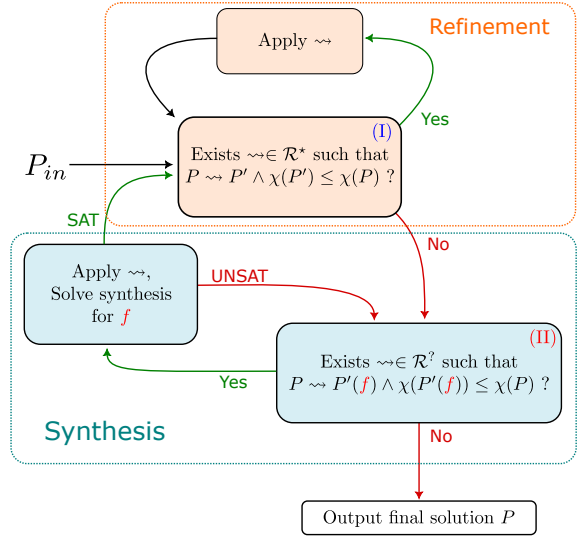 Refinement
Apply ⇝
(I)
Yes
Exists ⇝∈ R⋆ such that
P ⇝ P′ ∧ χ(P′) ≤ χ(P) ?
P_in
SAT
No
Apply ⇝,
Solve synthesis
for f
UNSAT
(II)
Exists ⇝∈ R? such that
P ⇝ P′(f) ∧ χ(P′(f)) ≤ χ(P) ?
Yes
Synthesis
No
Output final solution P